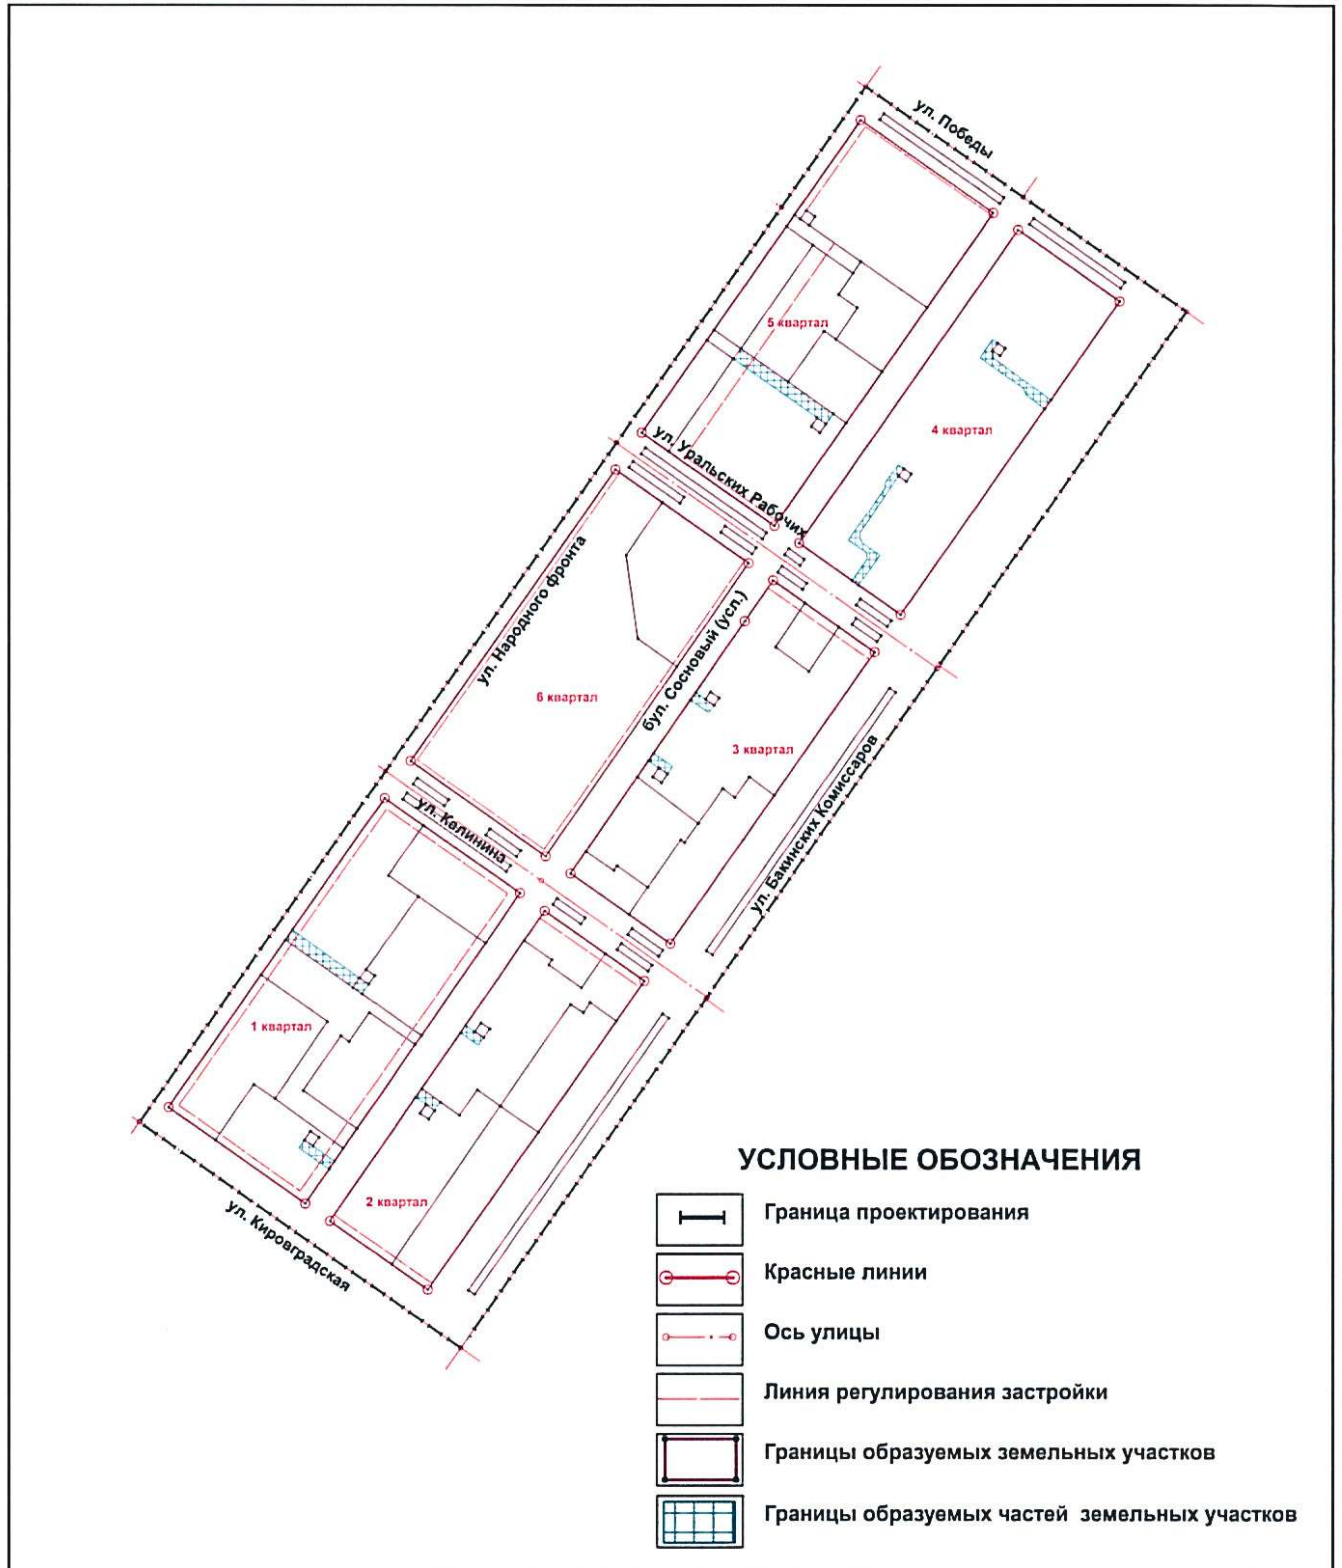 ул. Победы
5 квартал
4 квартал
ул. Уральских Рабочих
ул. Народного фронта
бул. Сосновый (усл.)
6 квартал
3 квартал
ул. Калинина
ул. Бакинских Комиссаров
1 квартал
2 квартал
ул. Кировградская
УСЛОВНЫЕ ОБОЗНАЧЕНИЯ
Граница проектирования
Красные линии
Ось улицы
Линия регулирования застройки
Границы образуемых земельных участков
Границы образуемых частей земельных участков